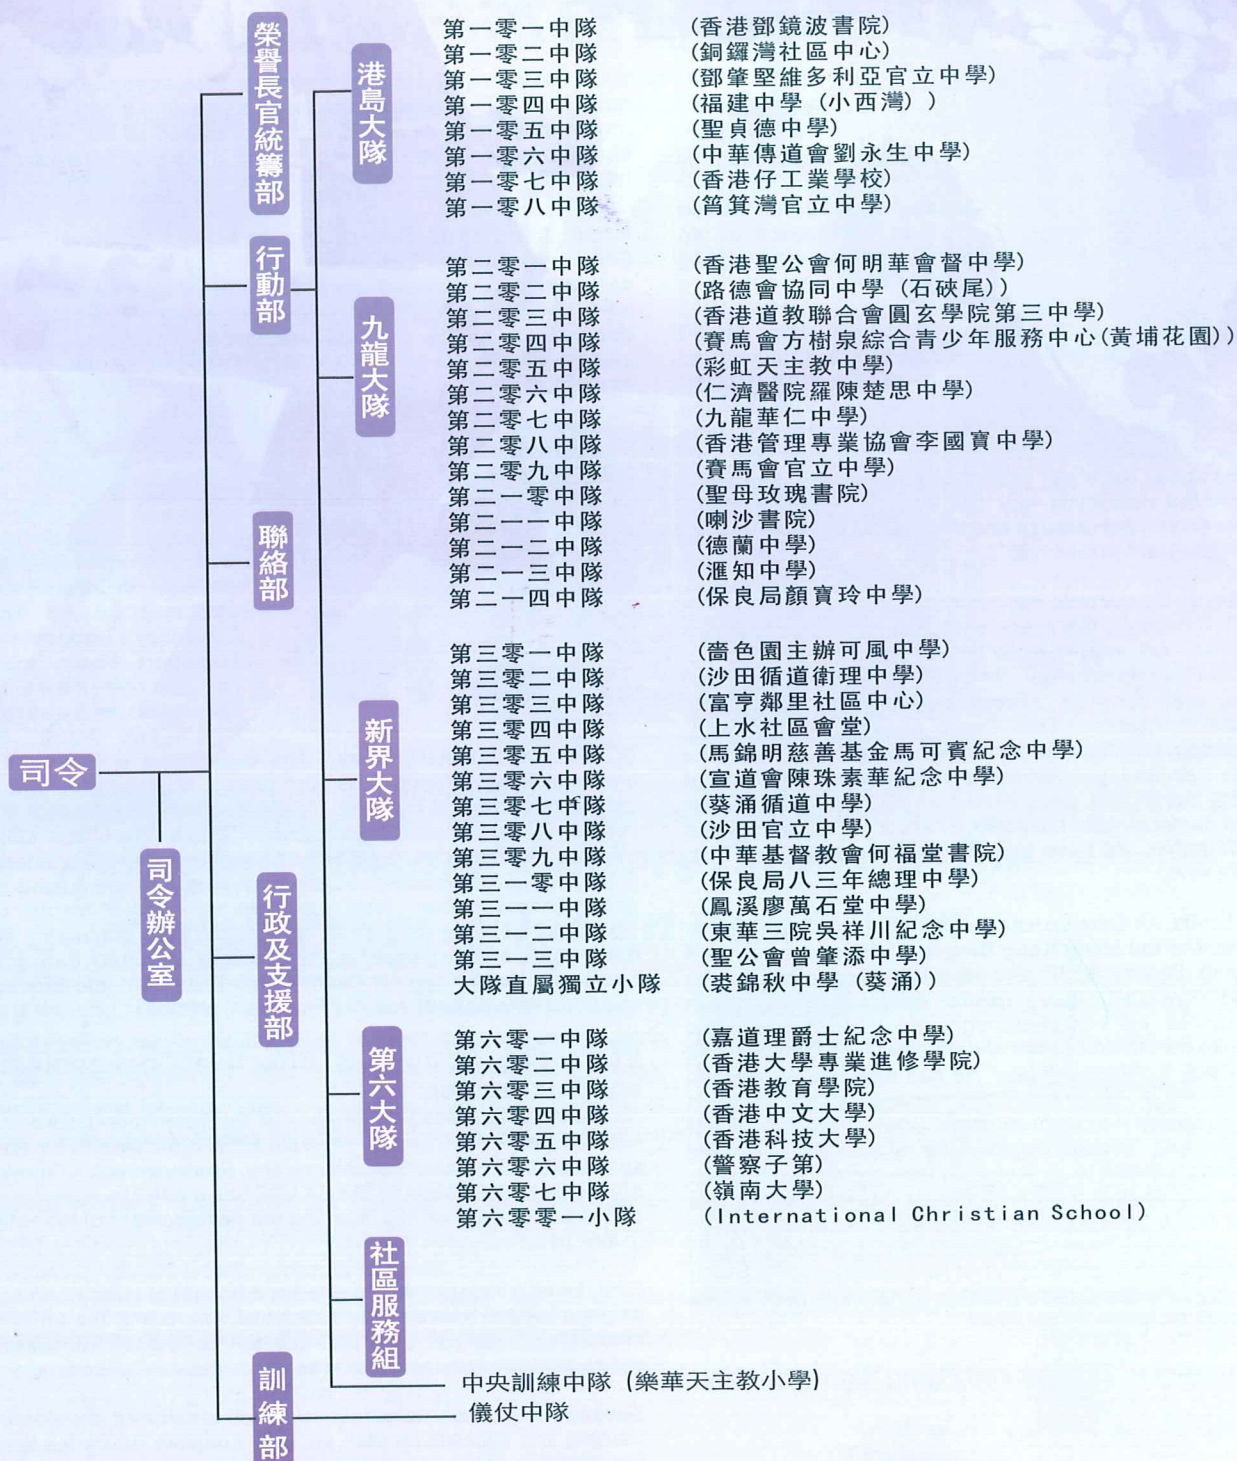 榮譽長官統籌部
港島大隊
第一零一中隊 (香港鄧鏡波書院)
第一零二中隊 (銅鑼灣社區中心)
第一零三中隊 (鄧肇堅維多利亞官立中學)
第一零四中隊 (福建中學 (小西灣) )
第一零五中隊 (聖貞德中學)
第一零六中隊 (中華傳道會劉永生中學)
第一零七中隊 (香港仔工業學校)
第一零八中隊 (筲箕灣官立中學)
行動部
九龍大隊
第二零一中隊 (香港聖公會何明華會督中學)
第二零二中隊 (路德會協同中學 (石硤尾))
第二零三中隊 (香港道教聯合會圓玄學院第三中學)
第二零四中隊 (賽馬會方樹泉綜合青少年服務中心(黃埔花園))
第二零五中隊 (彩虹天主教中學)
第二零六中隊 (仁濟醫院羅陳楚思中學)
第二零七中隊 (九龍華仁中學)
第二零八中隊 (香港管理專業協會李國寶中學)
第二零九中隊 (賽馬會官立中學)
第二一零中隊 (聖母玫瑰書院)
第二一一中隊 (喇沙書院)
第二一二中隊 (德蘭中學)
第二一三中隊 (滙知中學)
第二一四中隊 (保良局顏寶玲中學)
聯絡部
新界大隊
第三零一中隊 (嗇色園主辦可風中學)
第三零二中隊 (沙田循道衛理中學)
第三零三中隊 (富亨鄰里社區中心)
第三零四中隊 (上水社區會堂)
第三零五中隊 (馬錦明慈善基金馬可賓紀念中學)
第三零六中隊 (宣道會陳珠素華紀念中學)
第三零七中隊 (葵涌循道中學)
第三零八中隊 (沙田官立中學)
第三零九中隊 (中華基督教會何福堂書院)
第三一零中隊 (保良局八三年總理中學)
第三一一中隊 (鳳溪廖萬石堂中學)
第三一二中隊 (東華三院吳祥川紀念中學)
第三一三中隊 (聖公會曾肇添中學)
大隊直屬獨立小隊 (裘錦秋中學 (葵涌))
司令
司令辦公室
行政及支援部
第六大隊
第六零一中隊 (嘉道理爵士紀念中學)
第六零二中隊 (香港大學專業進修學院)
第六零三中隊 (香港教育學院)
第六零四中隊 (香港中文大學)
第六零五中隊 (香港科技大學)
第六零六中隊 (警察子第)
第六零七中隊 (嶺南大學)
第六零零一小隊 (International Christian School)
社區服務組
中央訓練中隊 (樂華天主教小學)
訓練部
儀仗中隊